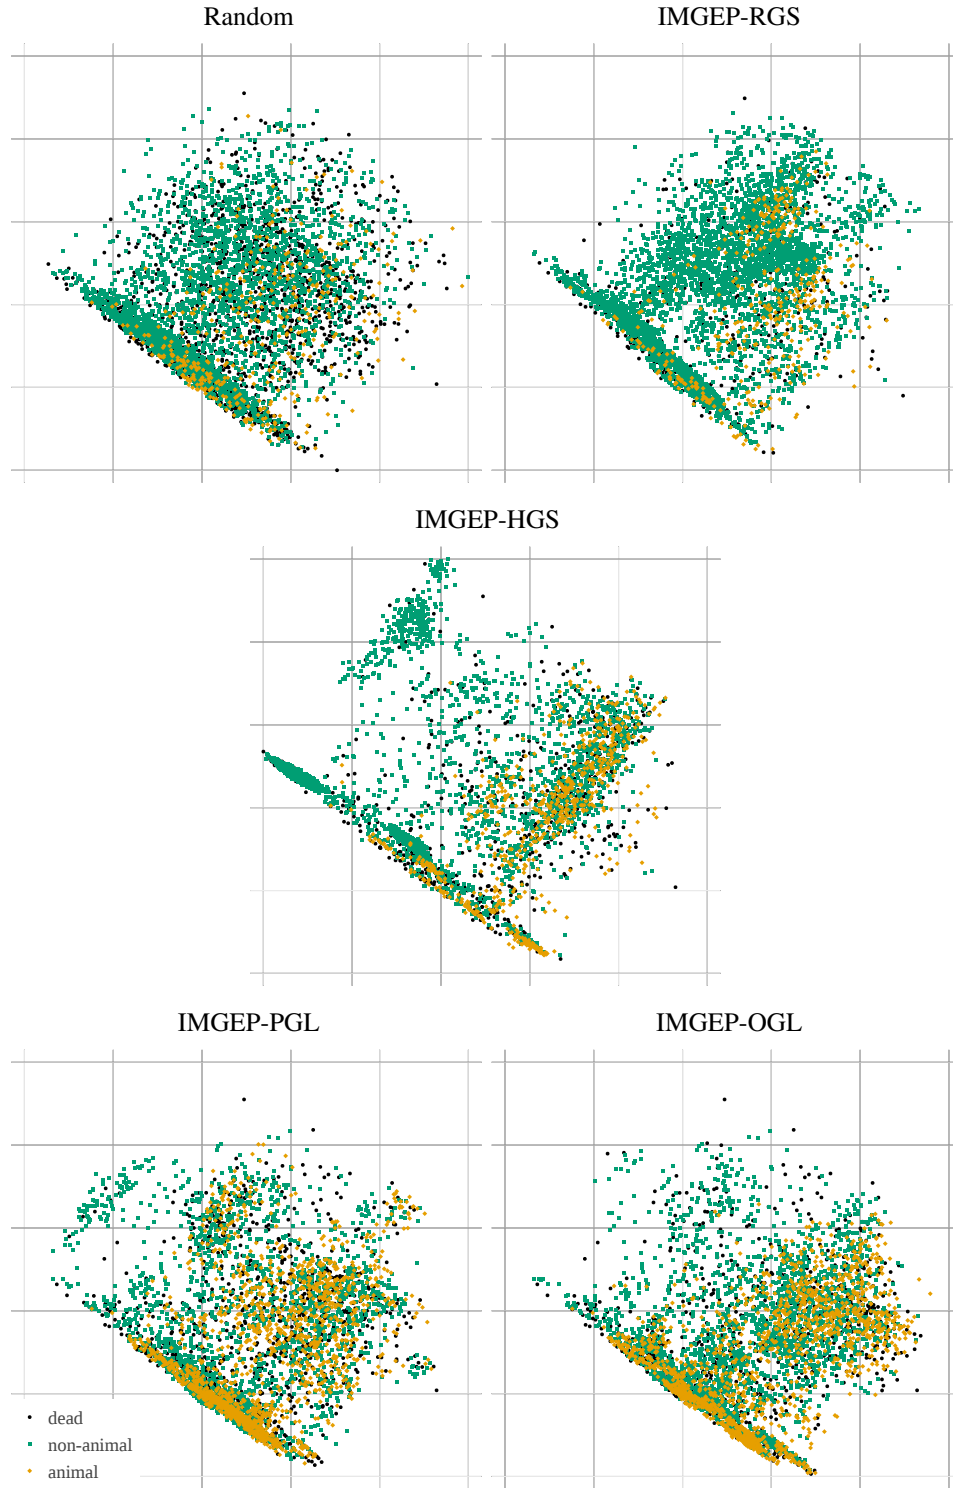 Random
IMGEP-RGS
IMGEP-HGS
IMGEP-PGL
IMGEP-OGL
dead
non-animal
animal